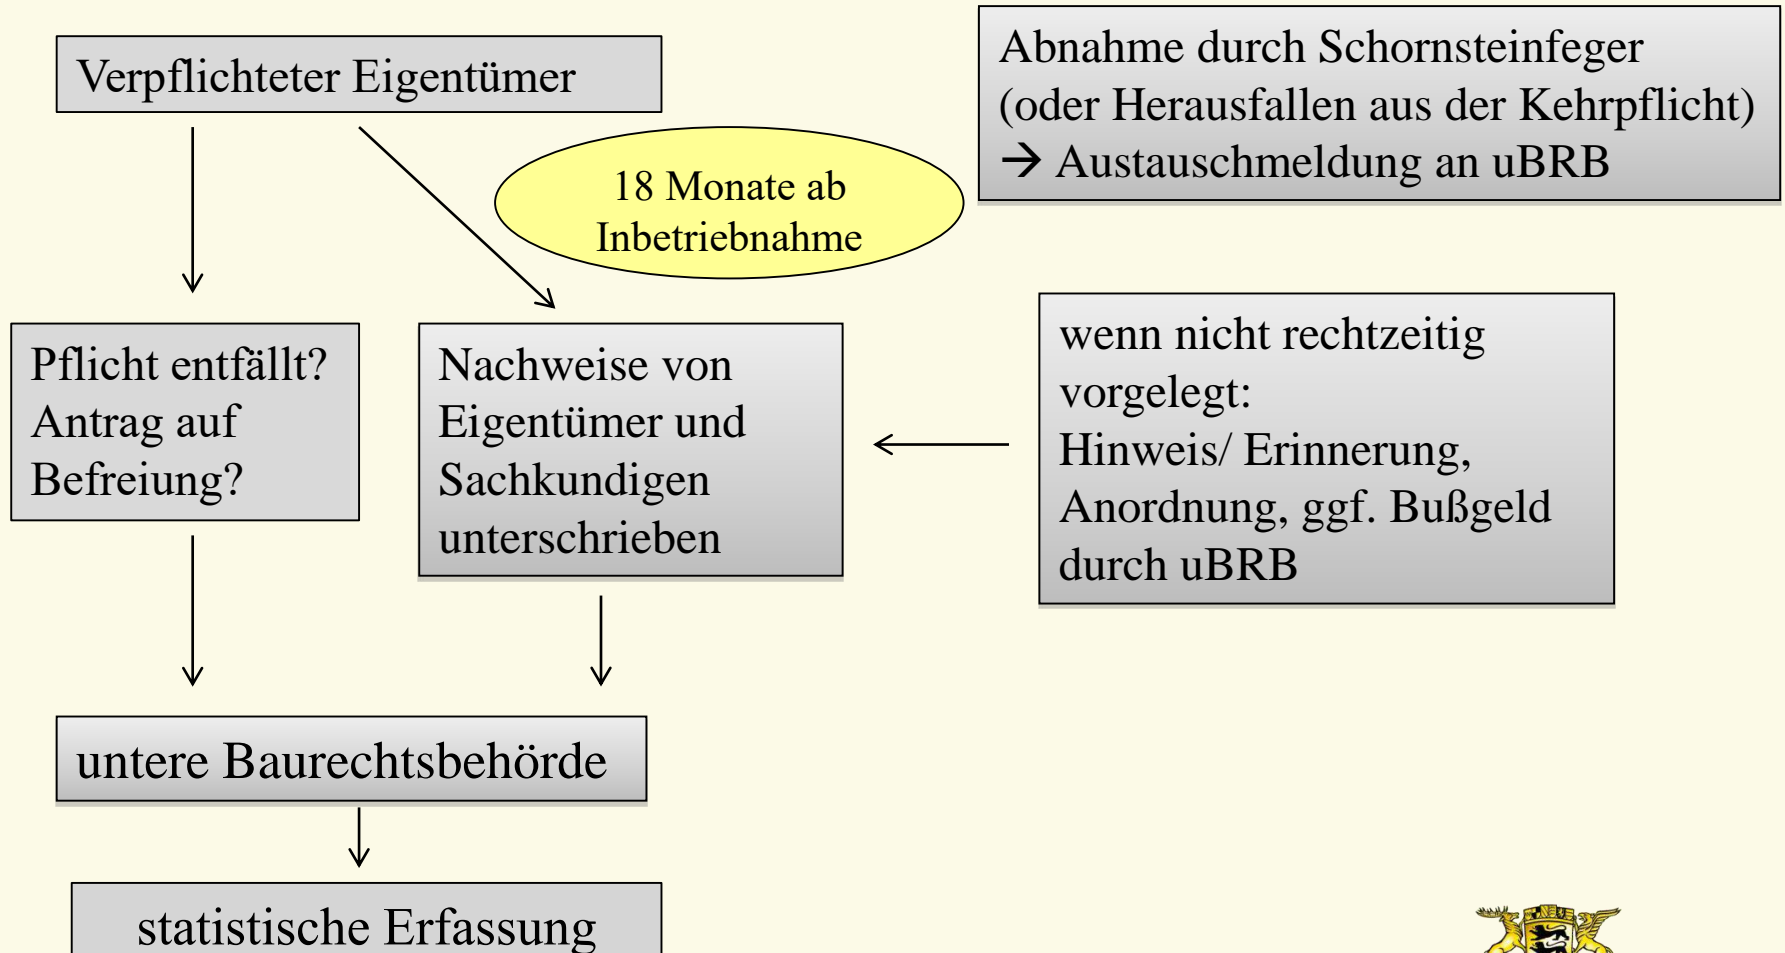 Verpflichteter Eigentümer
Abnahme durch Schornsteinfeger
(oder Herausfallen aus der Kehrpflicht)
→ Austauschmeldung an uBRB
18 Monate ab
Inbetriebnahme
Pflicht entfällt?
Antrag auf
Befreiung?
Nachweise von
Eigentümer und
Sachkundigen
unterschrieben
wenn nicht rechtzeitig
vorgelegt:
Hinweis/ Erinnerung,
Anordnung, ggf. Bußgeld
durch uBRB
untere Baurechtsbehörde
statistische Erfassung